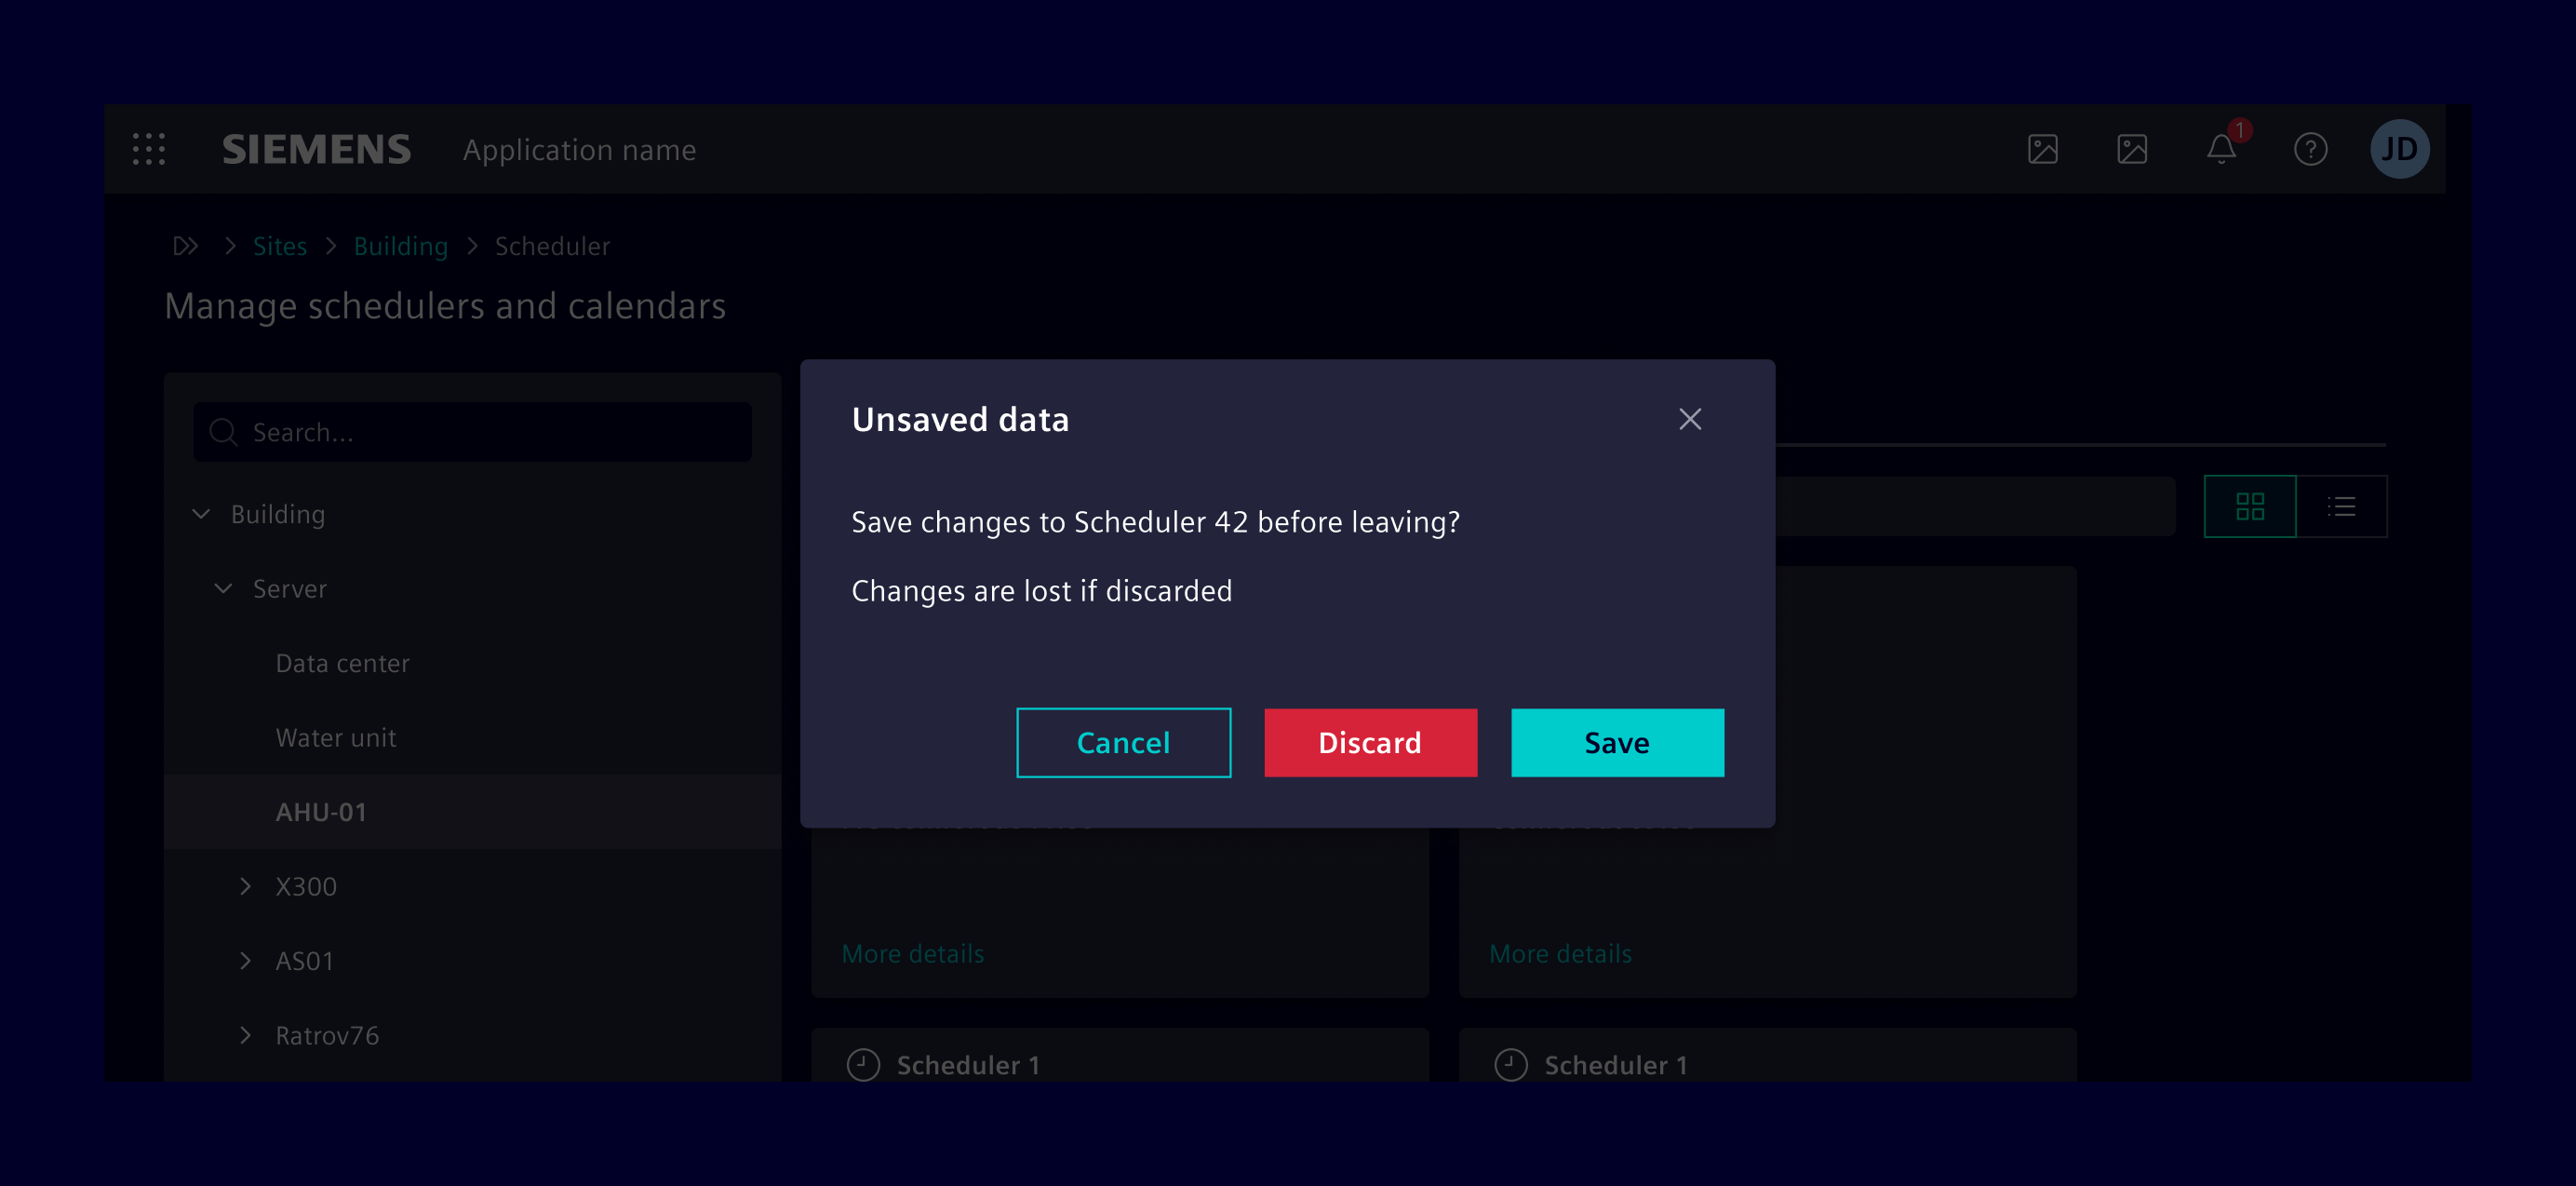 SIEMENS Application name 1 ? JD
Sites Building Scheduler
Manage schedulers and calendars
Search...
Building
Server
Data center
Water unit
AHU-01
X300
AS01
Ratrov76
Unsaved data
Save changes to Scheduler 42 before leaving?
Changes are lost if discarded
Cancel Discard Save
More details More details
Scheduler 1 Scheduler 1